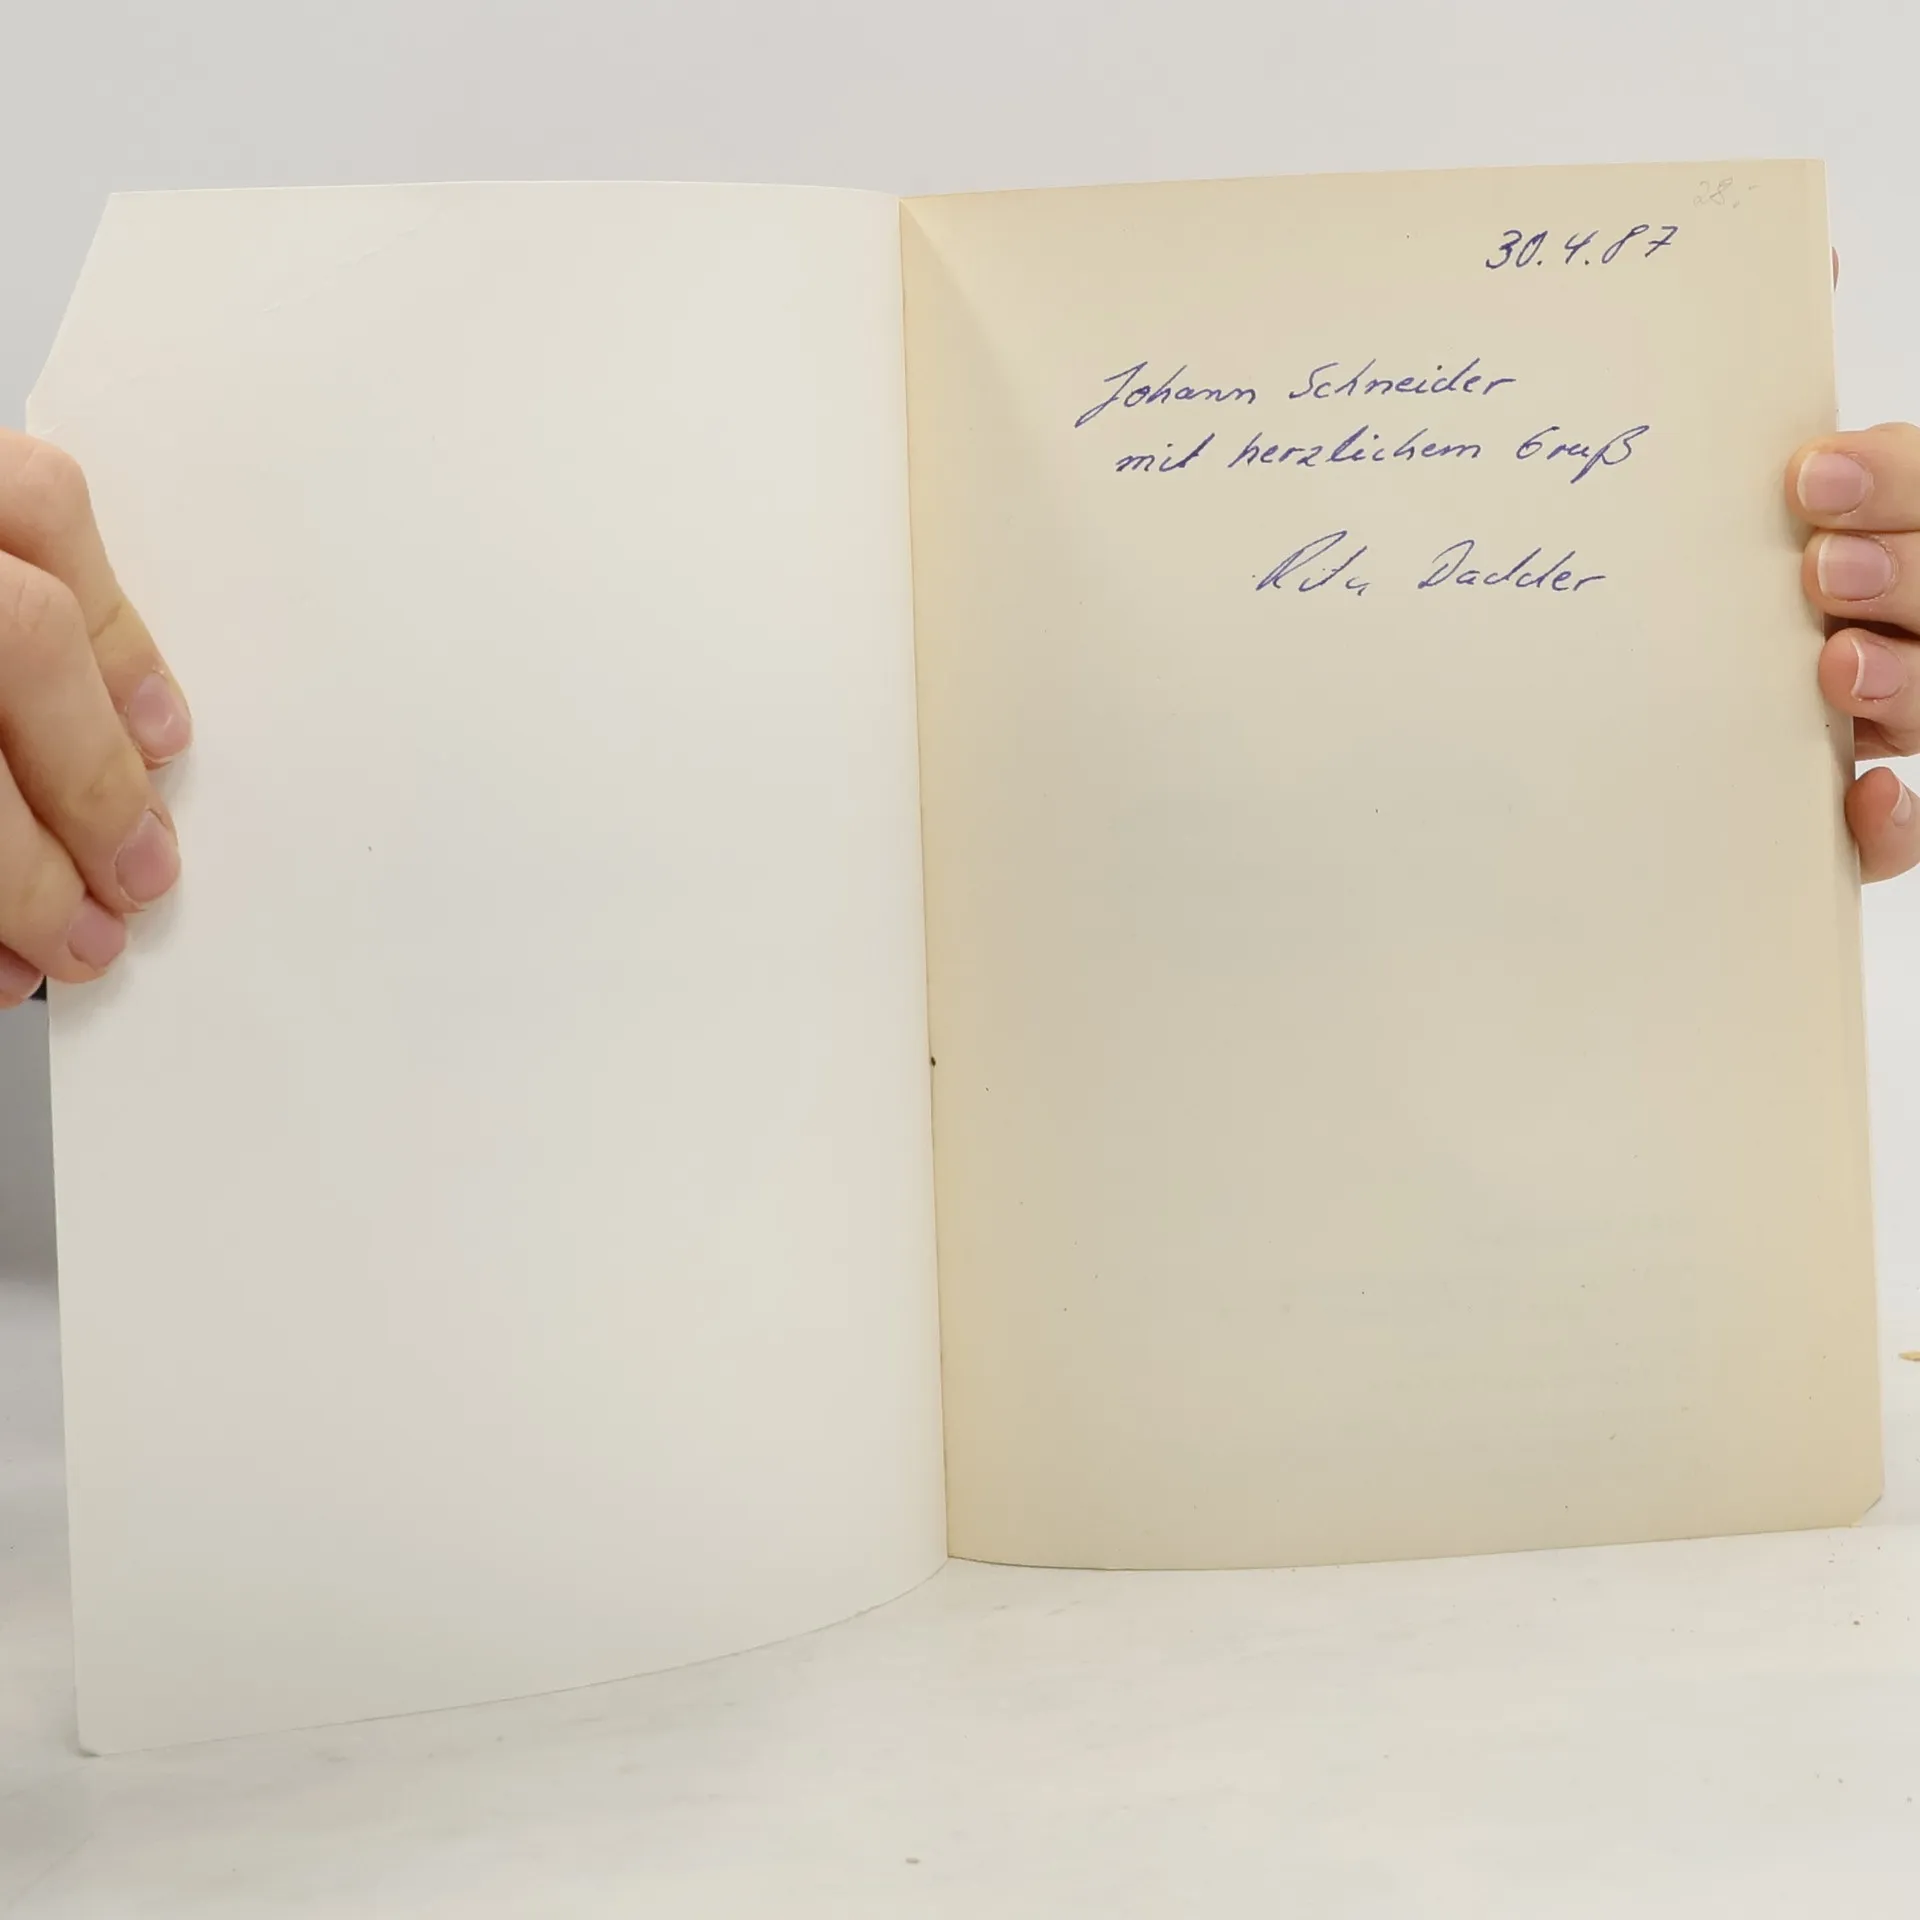 28,-
30.4.87
Johann Schneider
mit herzlichem Gruß
Rita Dadder